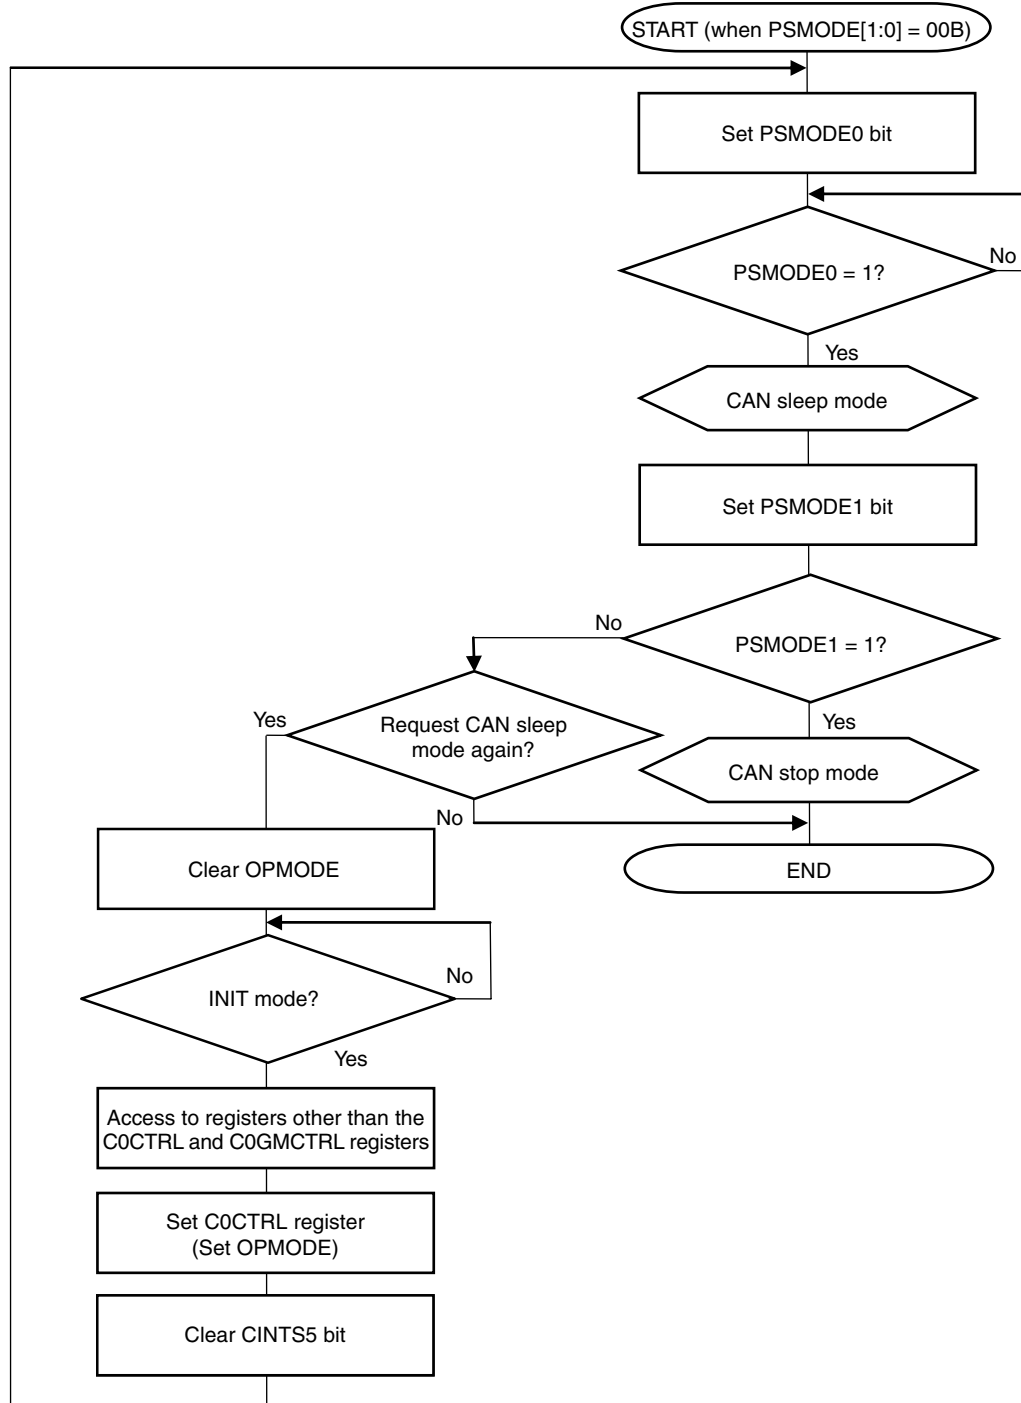 START (when PSMODE[1:0] = 00B)
Set PSMODE0 bit
PSMODE0 = 1?
No
Yes
CAN sleep mode
Set PSMODE1 bit
PSMODE1 = 1?
No
Yes
Request CAN sleep
mode again?
Yes
No
CAN stop mode
END
Clear OPMODE
INIT mode?
No
Yes
Access to registers other than the
C0CTRL and C0GMCTRL registers
Set C0CTRL register
(Set OPMODE)
Clear CINTS5 bit